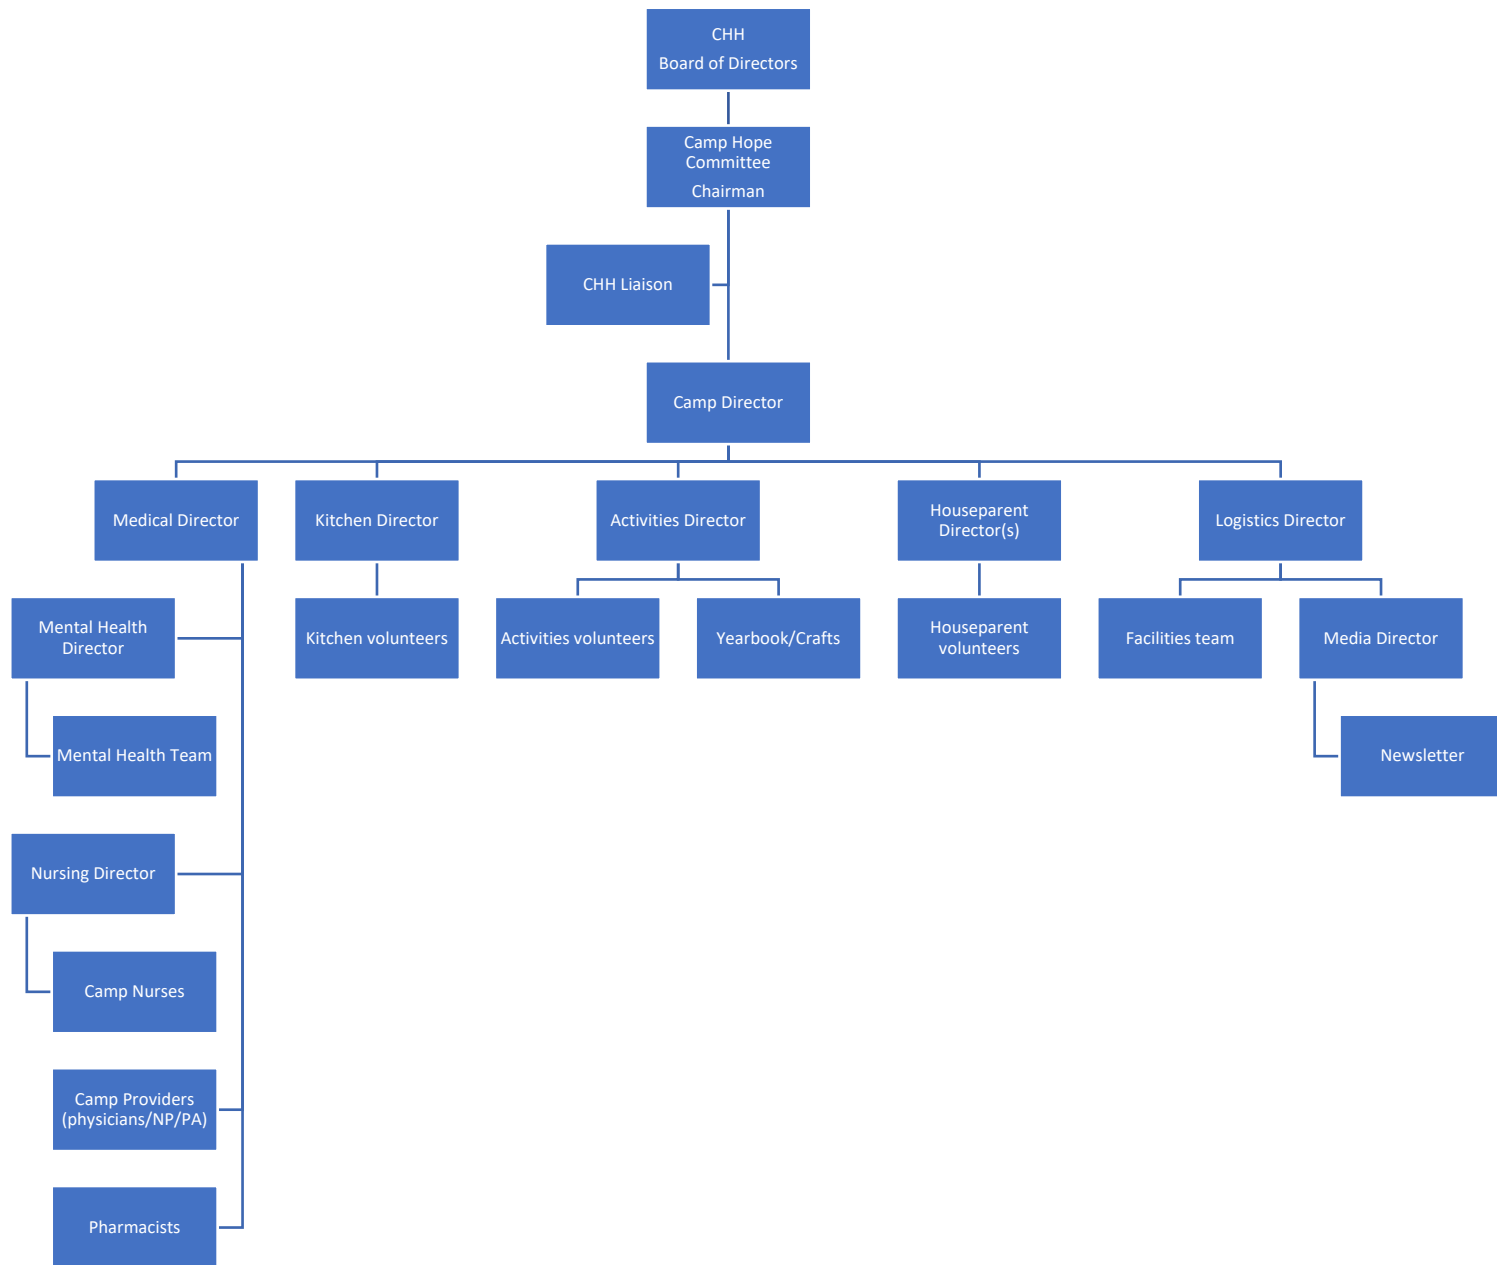 CHH
Board of Directors
Camp Hope
Committee
Chairman
CHH Liaison
Camp Director
Medical Director
Kitchen Director
Activities Director
Houseparent
Director(s)
Logistics Director
Mental Health
Director
Kitchen volunteers
Activities volunteers
Yearbook/Crafts
Houseparent
volunteers
Facilities team
Media Director
Mental Health Team
Newsletter
Nursing Director
Camp Nurses
Camp Providers
(physicians/NP/PA)
Pharmacists